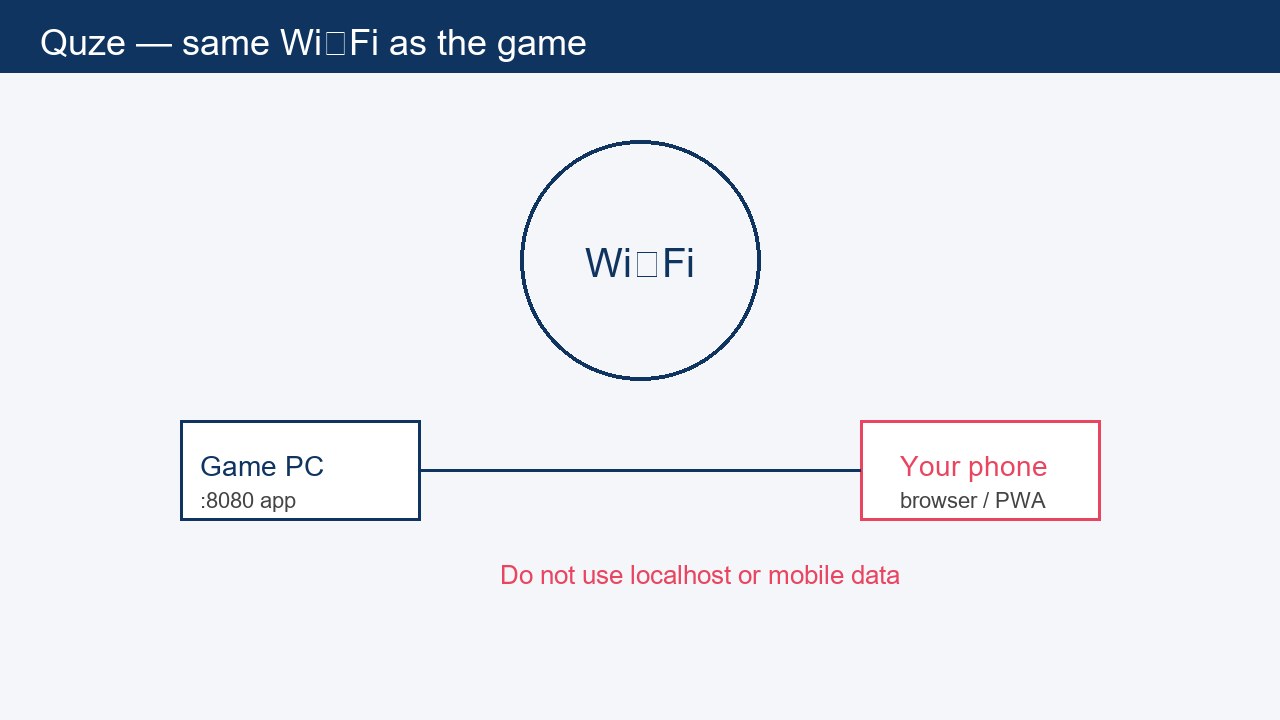 Quze — same Wi□Fi as the game
Wi□Fi
Game PC
:8080 app
Your phone
browser / PWA
Do not use localhost or mobile data